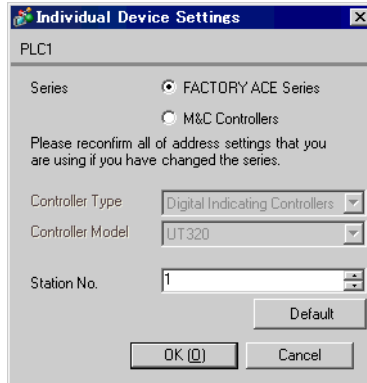 Individual Device Settings
PLC1
Series
FACTORY ACE Series
M&C Controllers
Please reconfirm all of address settings that you
are using if you have changed the series.
Controller Type
Digital Indicating Controllers
Controller Model
UT320
Station No.
1
Default
OK (O)
Cancel